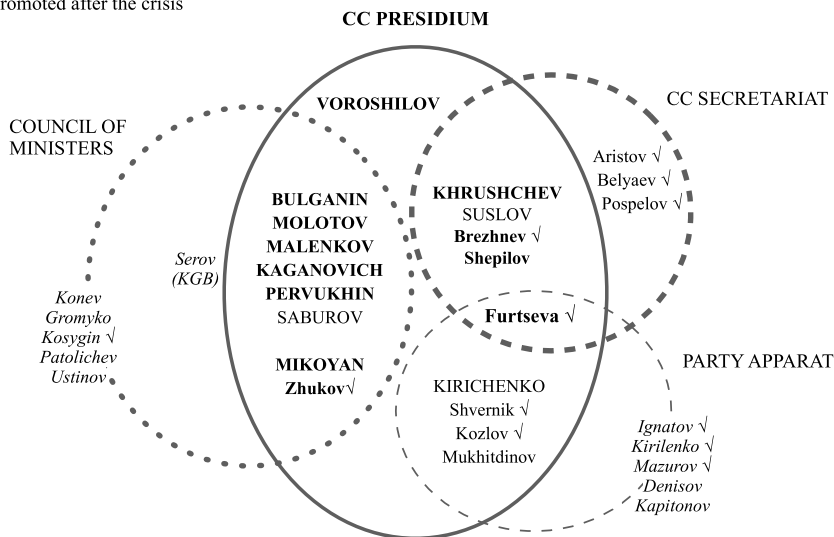 romoted after the crisis
CC PRESIDIUM
VOROSHILOV
COUNCIL OF
MINISTERS
CC SECRETARIAT
Aristov √
Belyaev √
Pospelov √
BULGANIN
MOLOTOV
MALENKOV
KAGANOVICH
PERVUKHIN
SABUROV
MIKOYAN
Zhukov√
KHRUSHCHEV
SUSLOV
Brezhnev √
Shepilov
Serov
(KGB)
Konev
Gromyko
Kosygin √
Patolichev
Ustinov
Furtseva √
PARTY APPARAT
KIRICHENKO
Shvernik √
Kozlov √
Mukhitdinov
Ignatov √
Kirilenko √
Mazurov √
Denisov
Kapitonov